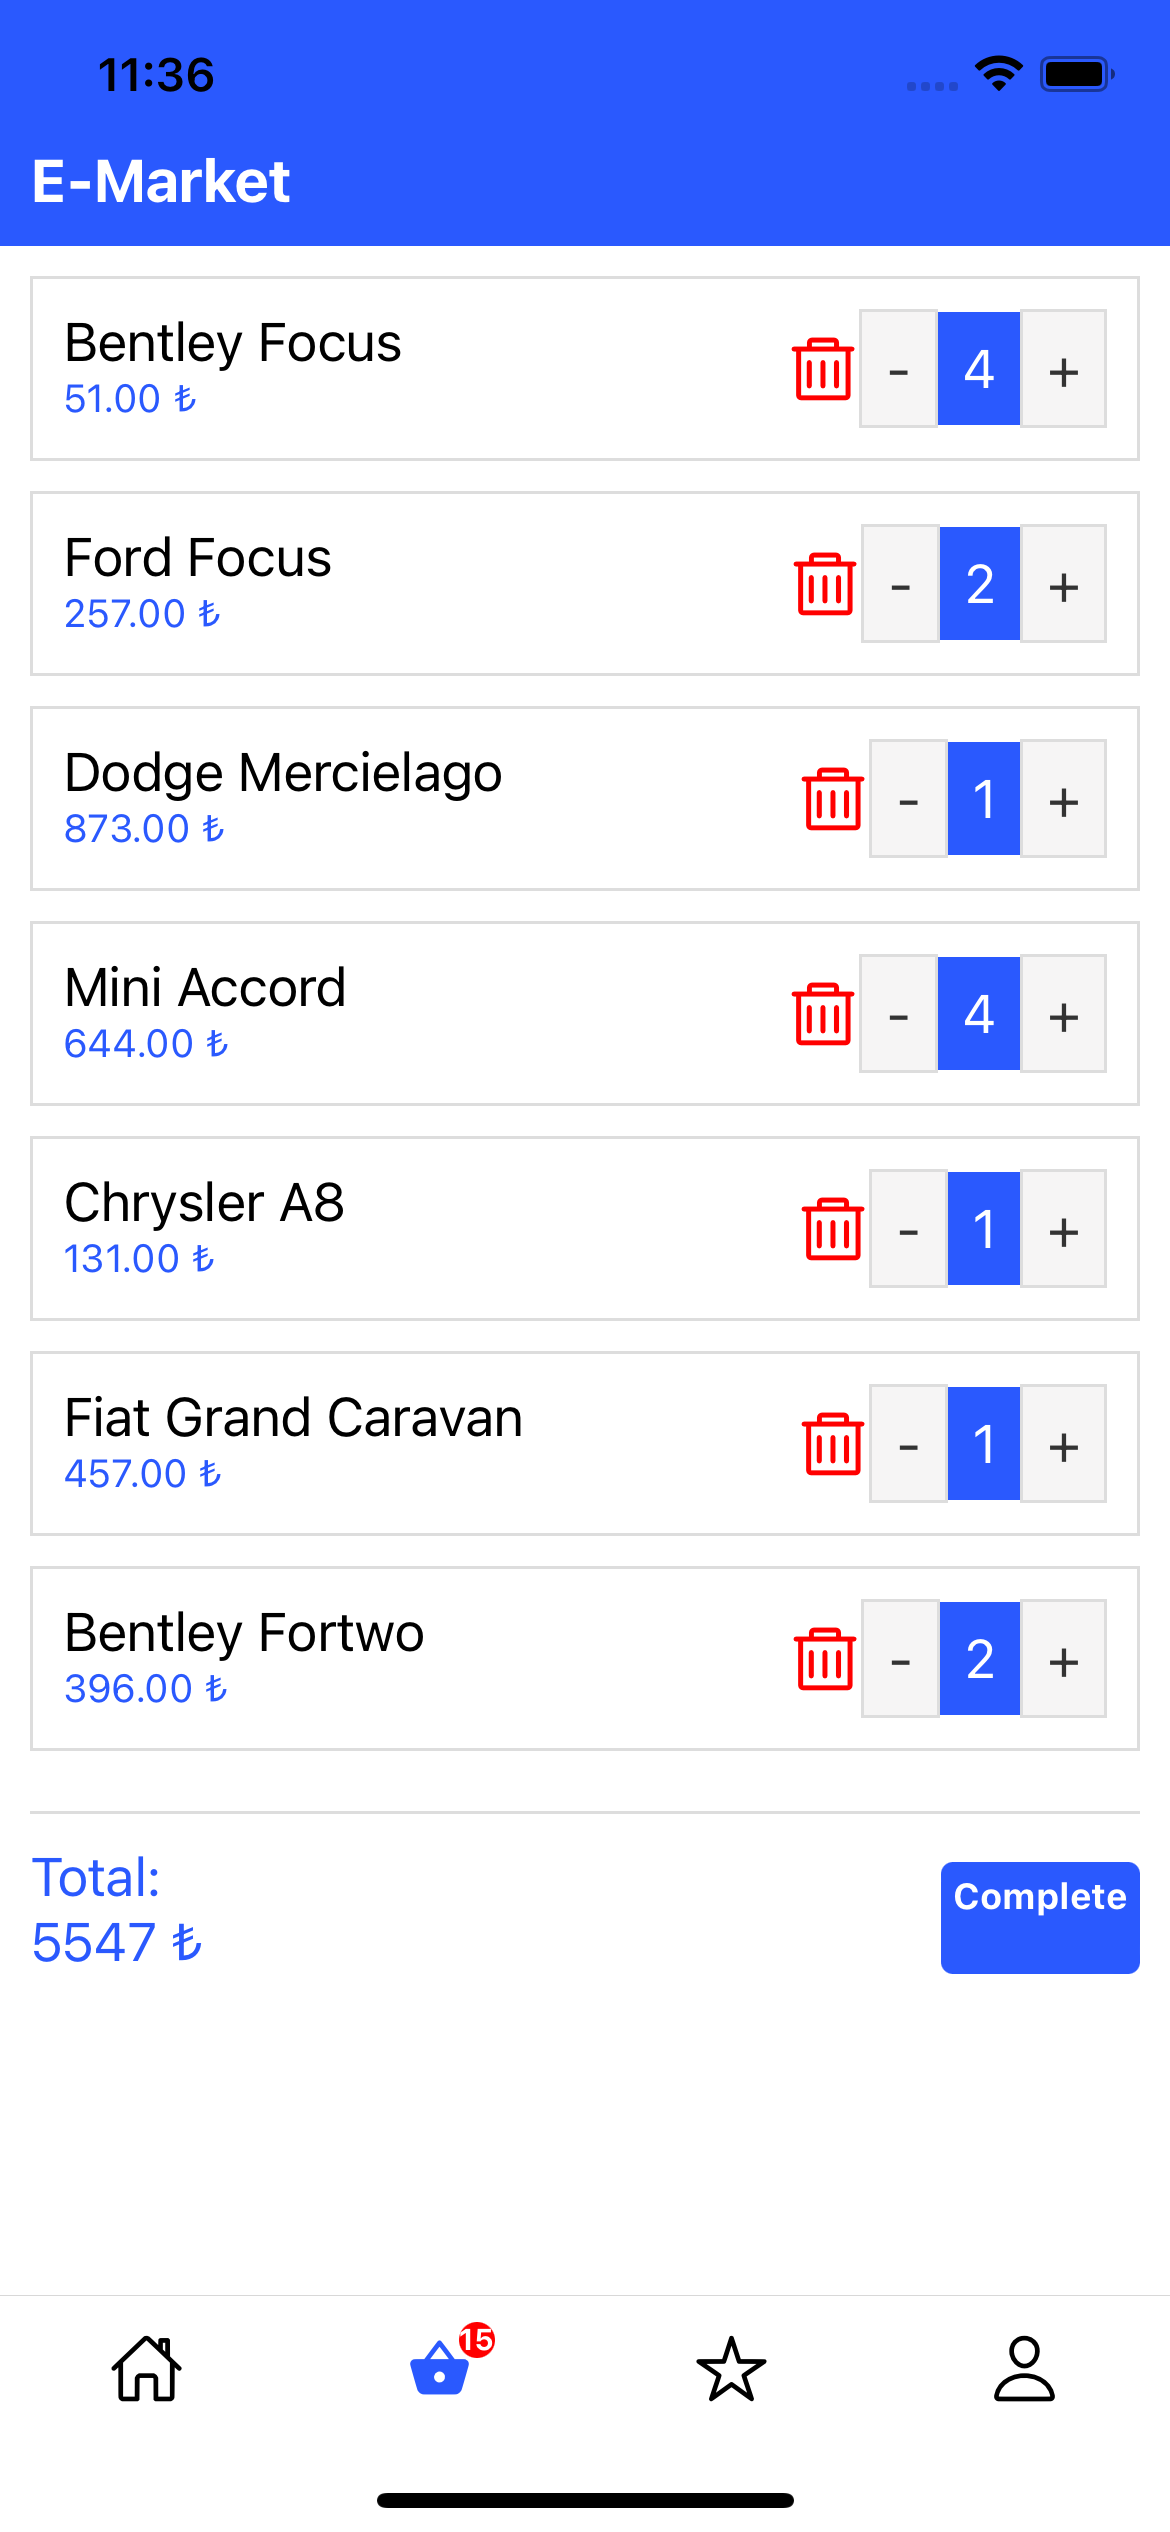 11:36
E-Market
Bentley Focus
51.00 ₺
- 4 +
Ford Focus
257.00 ₺
- 2 +
Dodge Mercielago
873.00 ₺
- 1 +
Mini Accord
644.00 ₺
- 4 +
Chrysler A8
131.00 ₺
- 1 +
Fiat Grand Caravan
457.00 ₺
- 1 +
Bentley Fortwo
396.00 ₺
- 2 +
Total:
5547 ₺
Complete
15